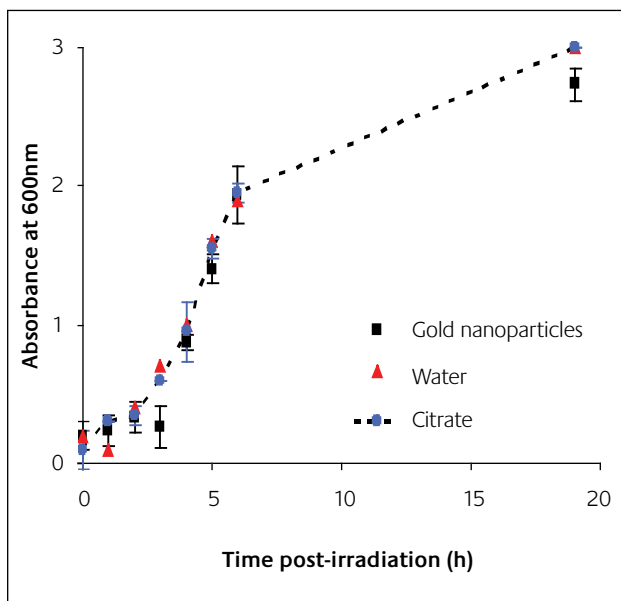 Absorbance at 600nm
3
2
1
0
Gold nanoparticles
Water
Citrate
0 5 10 15 20
Time post-irradiation (h)